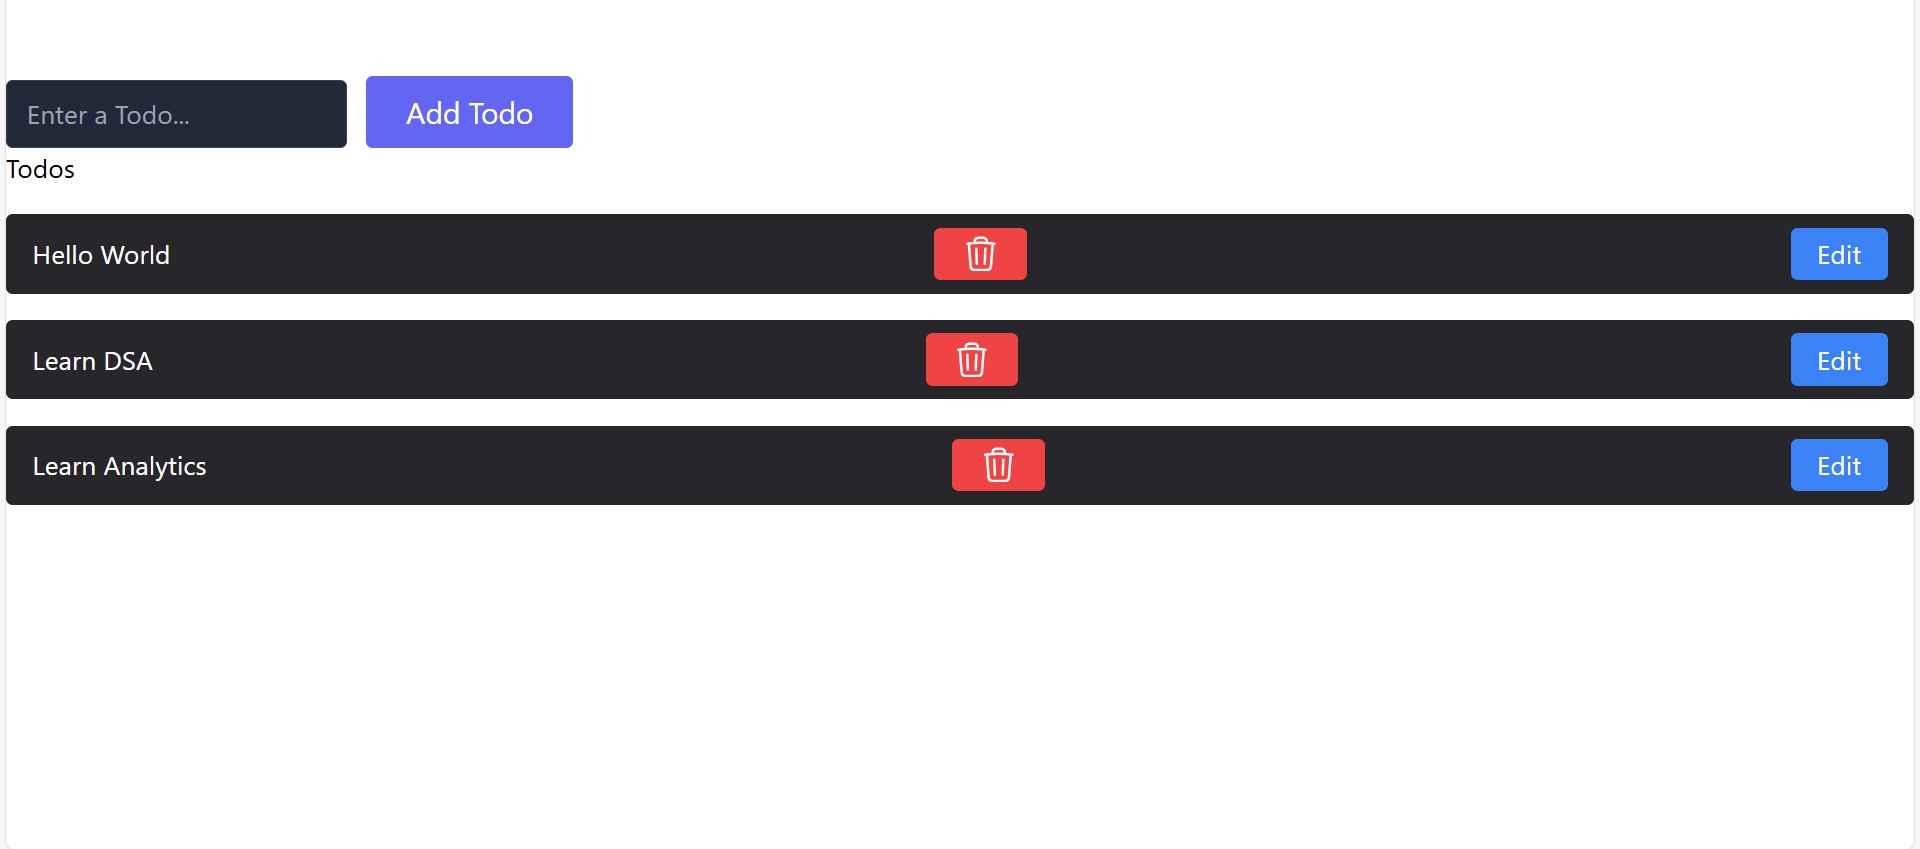 Enter a Todo...
Add Todo
Todos
Hello World
Edit
Learn DSA
Edit
Learn Analytics
Edit